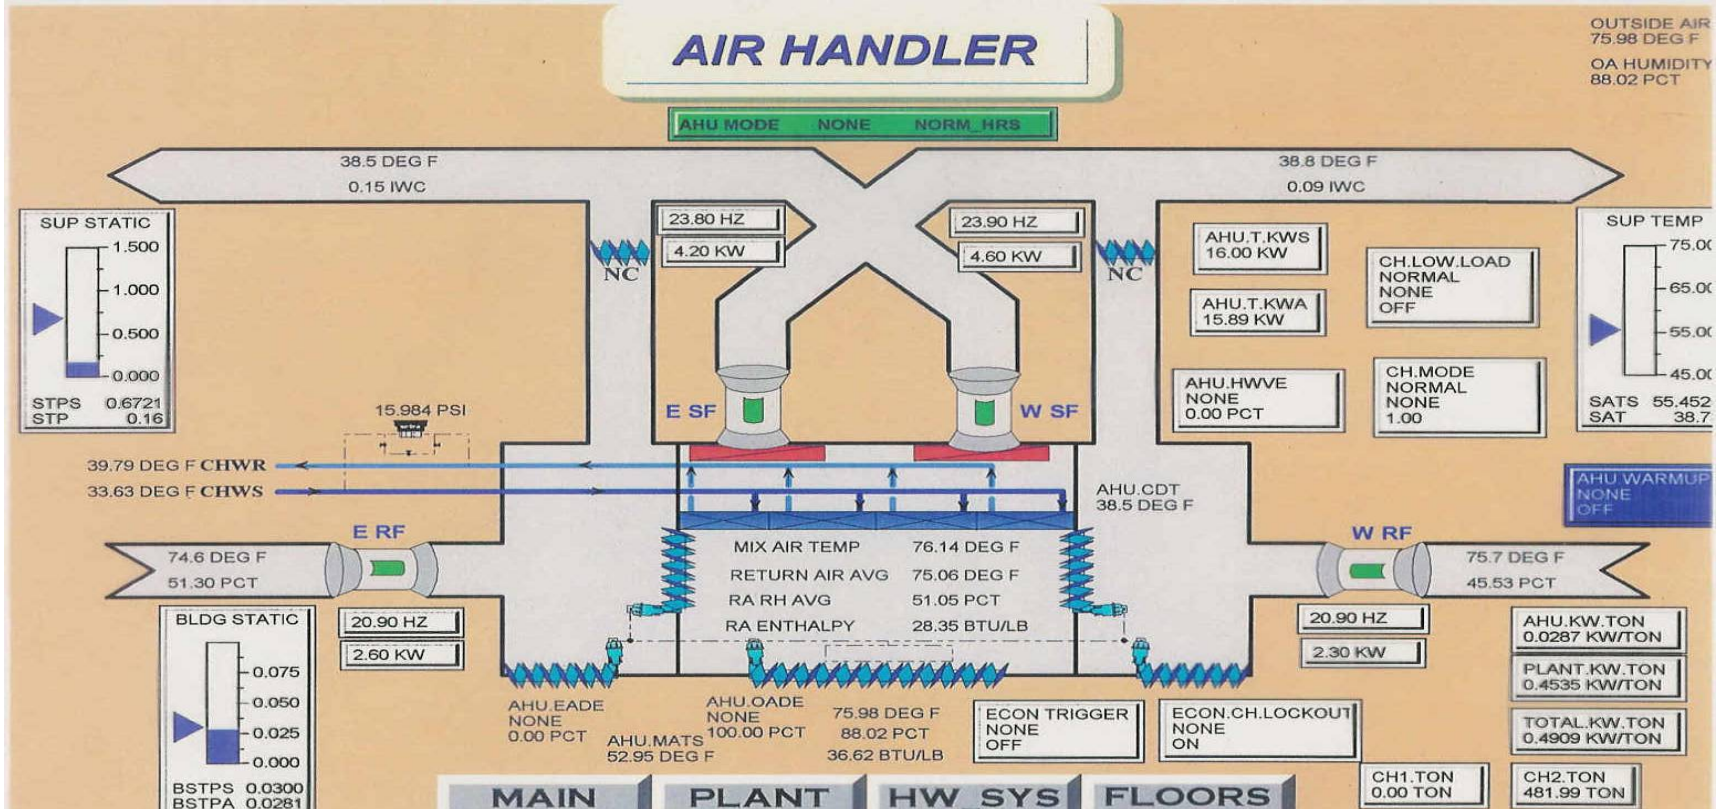 AIR HANDLER
OUTSIDE AIR
75.98 DEG F
OA HUMIDITY
88.02 PCT
AHU MODE NONE NORM_HRS
38.5 DEG F
0.15 IWC
38.8 DEG F
0.09 IWC
SUP STATIC
1.500
1.000
0.500
0.000
STPS 0.6721
STP 0.16
23.80 HZ
4.20 KW
23.90 HZ
4.60 KW
NC
NC
AHU.T.KWS
16.00 KW
AHU.T.KWA
15.89 KW
CH.LOW.LOAD
NORMAL
NONE
OFF
AHU.HWVE
NONE
0.00 PCT
CH.MODE
NORMAL
NONE
1.00
SUP TEMP
75.00
65.00
55.00
45.00
SATS 55.452
SAT 38.7
E SF
W SF
15.984 PSI
39.79 DEG F CHWR
33.63 DEG F CHWS
AHU.CDT
38.5 DEG F
AHU WARMUP
NONE
OFF
E RF
74.6 DEG F
51.30 PCT
W RF
75.7 DEG F
45.53 PCT
MIX AIR TEMP 76.14 DEG F
RETURN AIR AVG 75.06 DEG F
RA RH AVG 51.05 PCT
RA ENTHALPY 28.35 BTU/LB
BLDG STATIC
0.075
0.050
0.025
0.000
BSTPS 0.0300
BSTPA 0.0281
20.90 HZ
2.60 KW
20.90 HZ
2.30 KW
AHU.KW.TON
0.0287 KW/TON
PLANT.KW.TON
0.4535 KW/TON
TOTAL.KW.TON
0.4909 KW/TON
AHU.EADE
NONE
0.00 PCT
AHU.MATS
52.95 DEG F
AHU.OADE
NONE
100.00 PCT
75.98 DEG F
88.02 PCT
36.62 BTU/LB
ECON TRIGGER
NONE
OFF
ECON.CH.LOCKOUT
NONE
ON
CH1.TON
0.00 TON
CH2.TON
481.99 TON
MAIN
PLANT
HW_SYS
FLOORS